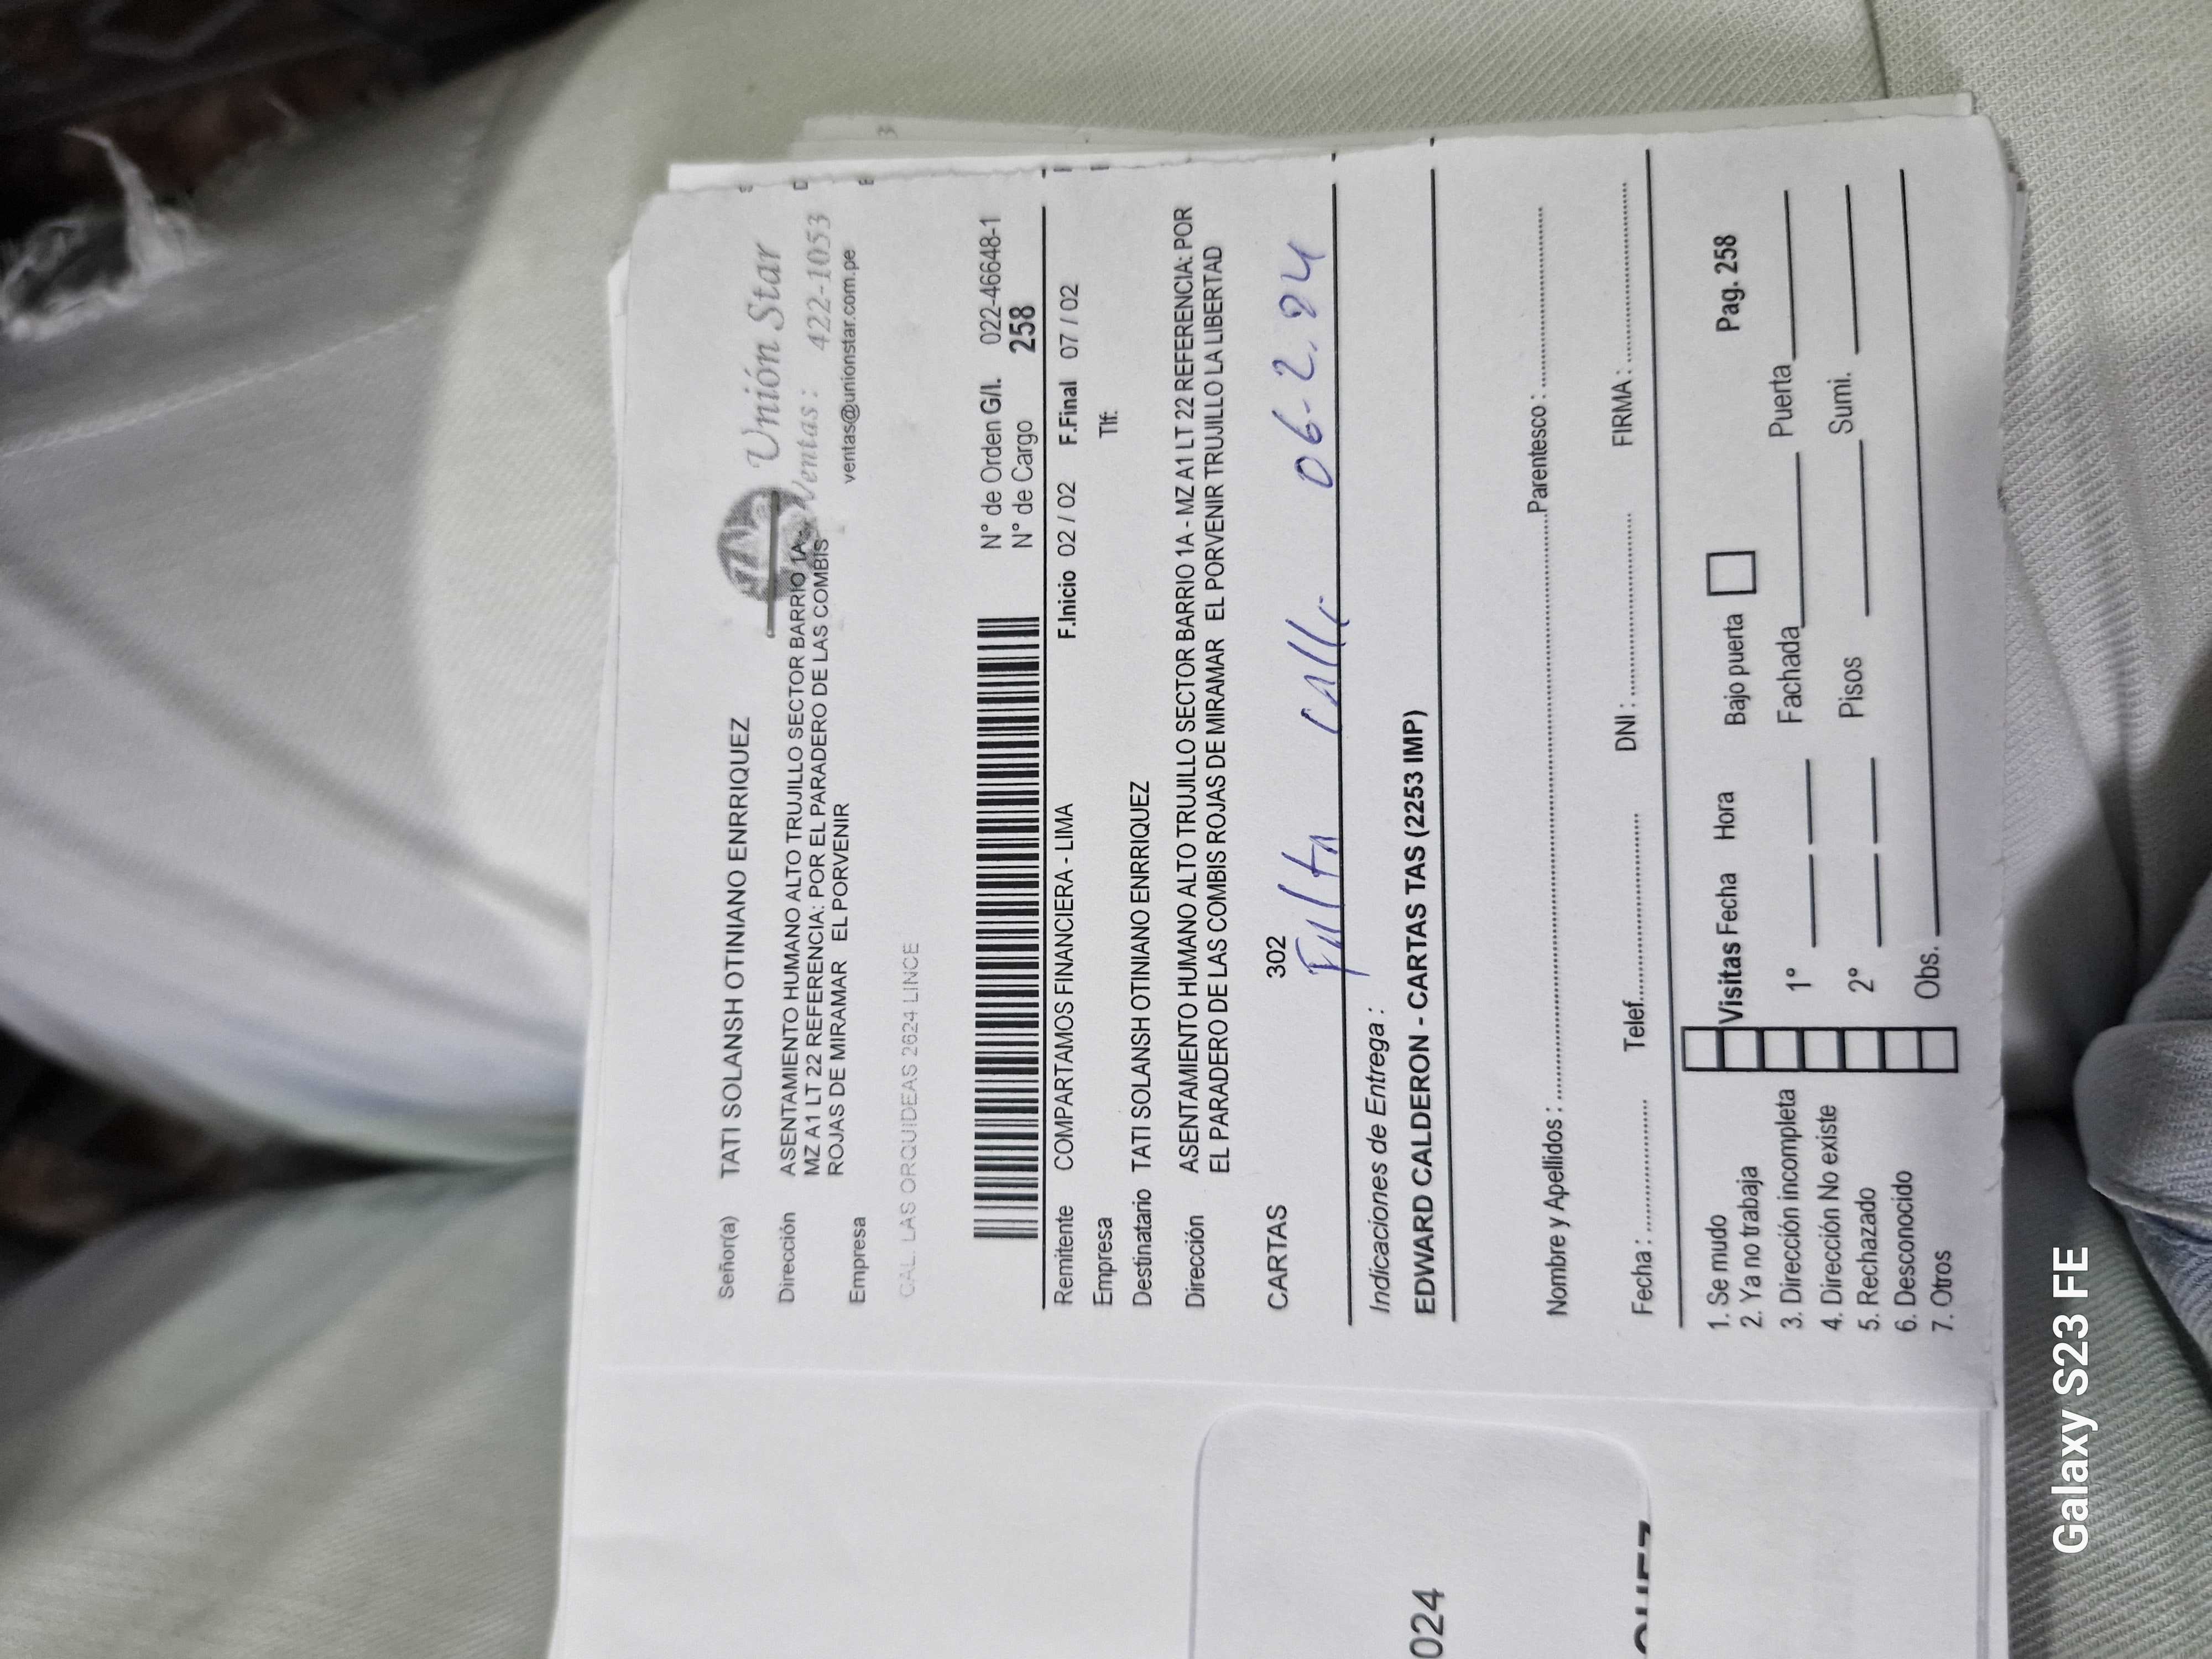 Señor(a) TATI SOLANSH OTINIANO ENRRIQUEZ
Unión Star
Dirección ASENTAMIENTO HUMANO ALTO TRUJILLO SECTOR BARRIO 1A -
MZ A1 LT 22 REFERENCIA: POR EL PARADERO DE LAS COMBIS
ROJAS DE MIRAMAR EL PORVENIR
Ventas: 422-1053
ventas@unionstar.com.pe
Empresa
CAL. LAS ORQUIDEAS 2624 LINCE
N° de Orden G/I. 022-46648-1
N° de Cargo 258
Remitente COMPARTAMOS FINANCIERA - LIMA F.Inicio 02 / 02 F.Final 07 / 02
Empresa Tlf:
Destinatario TATI SOLANSH OTINIANO ENRRIQUEZ
Dirección ASENTAMIENTO HUMANO ALTO TRUJILLO SECTOR BARRIO 1A - MZ A1 LT 22 REFERENCIA: POR
EL PARADERO DE LAS COMBIS ROJAS DE MIRAMAR EL PORVENIR TRUJILLO LA LIBERTAD
CARTAS 302
Falta calle 06-2.24
Indicaciones de Entrega :
EDWARD CALDERON - CARTAS TAS (2253 IMP)
Nombre y Apellidos : Parentesco :
Fecha : Telef. DNI : FIRMA :
1. Se mudo
2. Ya no trabaja
3. Dirección incompleta
4. Dirección No existe
5. Rechazado
6. Desconocido
7. Otros
Visitas Fecha Hora Bajo puerta Pag. 258
1° Fachada Puerta
2° Pisos Sumi.
Obs.
024
Galaxy S23 FE